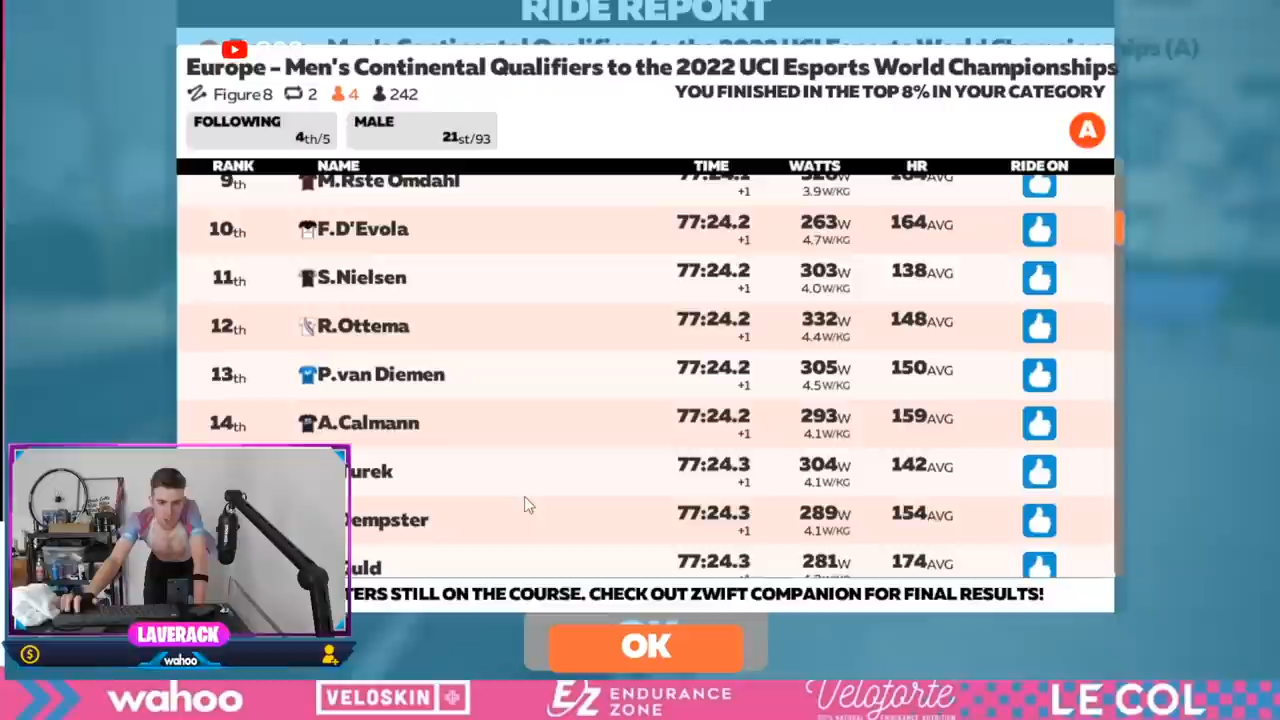 RIDE REPORT
Europe - Men's Continental Qualifiers to the 2022 UCI Esports World Championships
Figure 8 2 4 242
YOU FINISHED IN THE TOP 8% IN YOUR CATEGORY
FOLLOWING 4th/5
MALE 21st/93
A
RANK NAME TIME WATTS HR RIDE ON
9th M.Rste Omdahl
+1 3.9W/KG
10th F.D'Evola 77:24.2 263W 164AVG
+1 4.7W/KG
11th S.Nielsen 77:24.2 303W 138AVG
+1 4.0W/KG
12th R.Ottema 77:24.2 332W 148AVG
+1 4.4W/KG
13th P.van Diemen 77:24.2 305W 150AVG
+1 4.5W/KG
14th A.Calmann 77:24.2 293W 159AVG
+1 4.1W/KG
urek 77:24.3 304W 142AVG
+1 4.1W/KG
empster 77:24.3 289W 154AVG
+1 4.1W/KG
uld 77:24.3 281W 174AVG
TERS STILL ON THE COURSE. CHECK OUT ZWIFT COMPANION FOR FINAL RESULTS!
OK
LAVERACK
wahoo
wahoo
VELOSKIN
EZ ENDURANCE
ZONE
Veloforte
LE COL